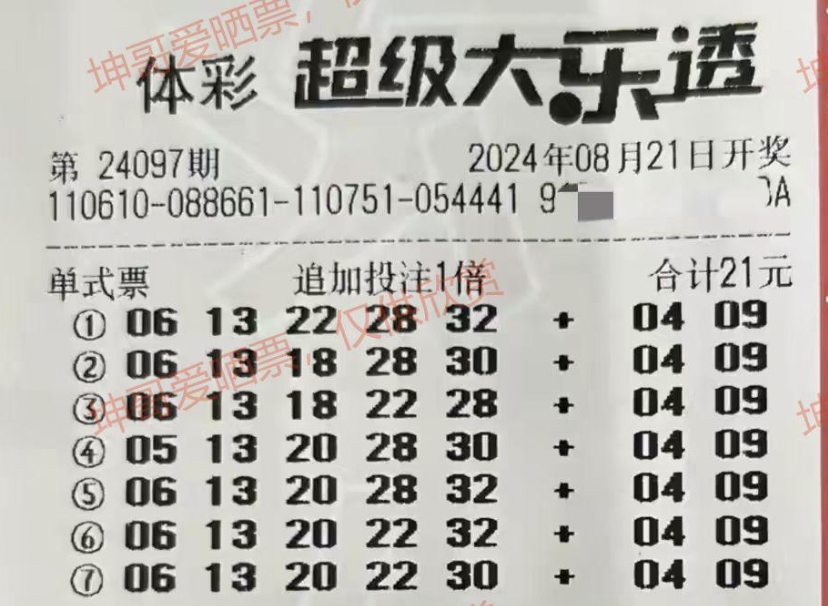 坤哥爱晒票，
体彩 超级大乐透
第 24097期 2024年08月21日开奖
110610-088661-110751-054441 9 0A
单式票 追加投注1倍 合计21元
① 06 13 22 28 32 + 04 09
② 06 13 18 28 30 + 04 09
③ 06 13 18 22 28 + 04 09
④ 05 13 20 28 30 + 04 09
⑤ 06 13 20 28 32 + 04 09
⑥ 06 13 20 22 32 + 04 09
⑦ 06 13 20 22 30 + 04 09
坤哥爱晒票，仅供欣赏
坤
坤